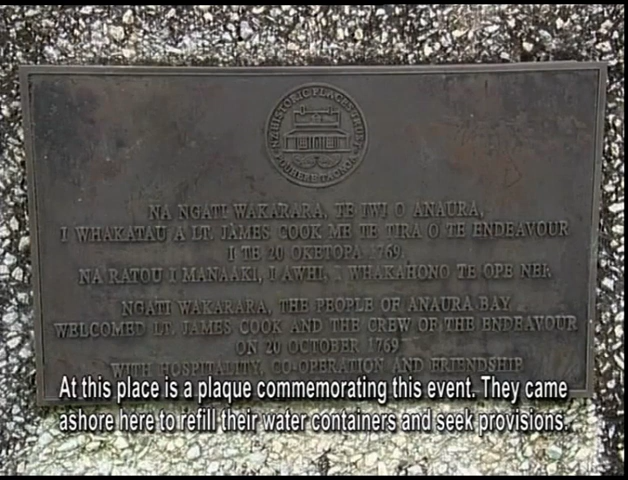 N.Z. HISTORIC PLACES TRUST
NA NGATI WAKARARA, TE IWI O ANAURA,
I WHAKATAU A LT. JAMES COOK ME TE TIRA O TE ENDEAVOUR
I TE 20 OKETOPA 1769.
NA RATOU I MANAAKI, I AWHI, I WHAKAHONO TE OPE NEI.
NGATI WAKARARA, THE PEOPLE OF ANAURA BAY
WELCOMED LT. JAMES COOK AND THE CREW OF THE ENDEAVOUR
ON 20 OCTOBER 1769
WITH HOSPITALITY, CO-OPERATION AND FRIENDSHIP
At this place is a plaque commemorating this event. They came
ashore here to refill their water containers and seek provisions.